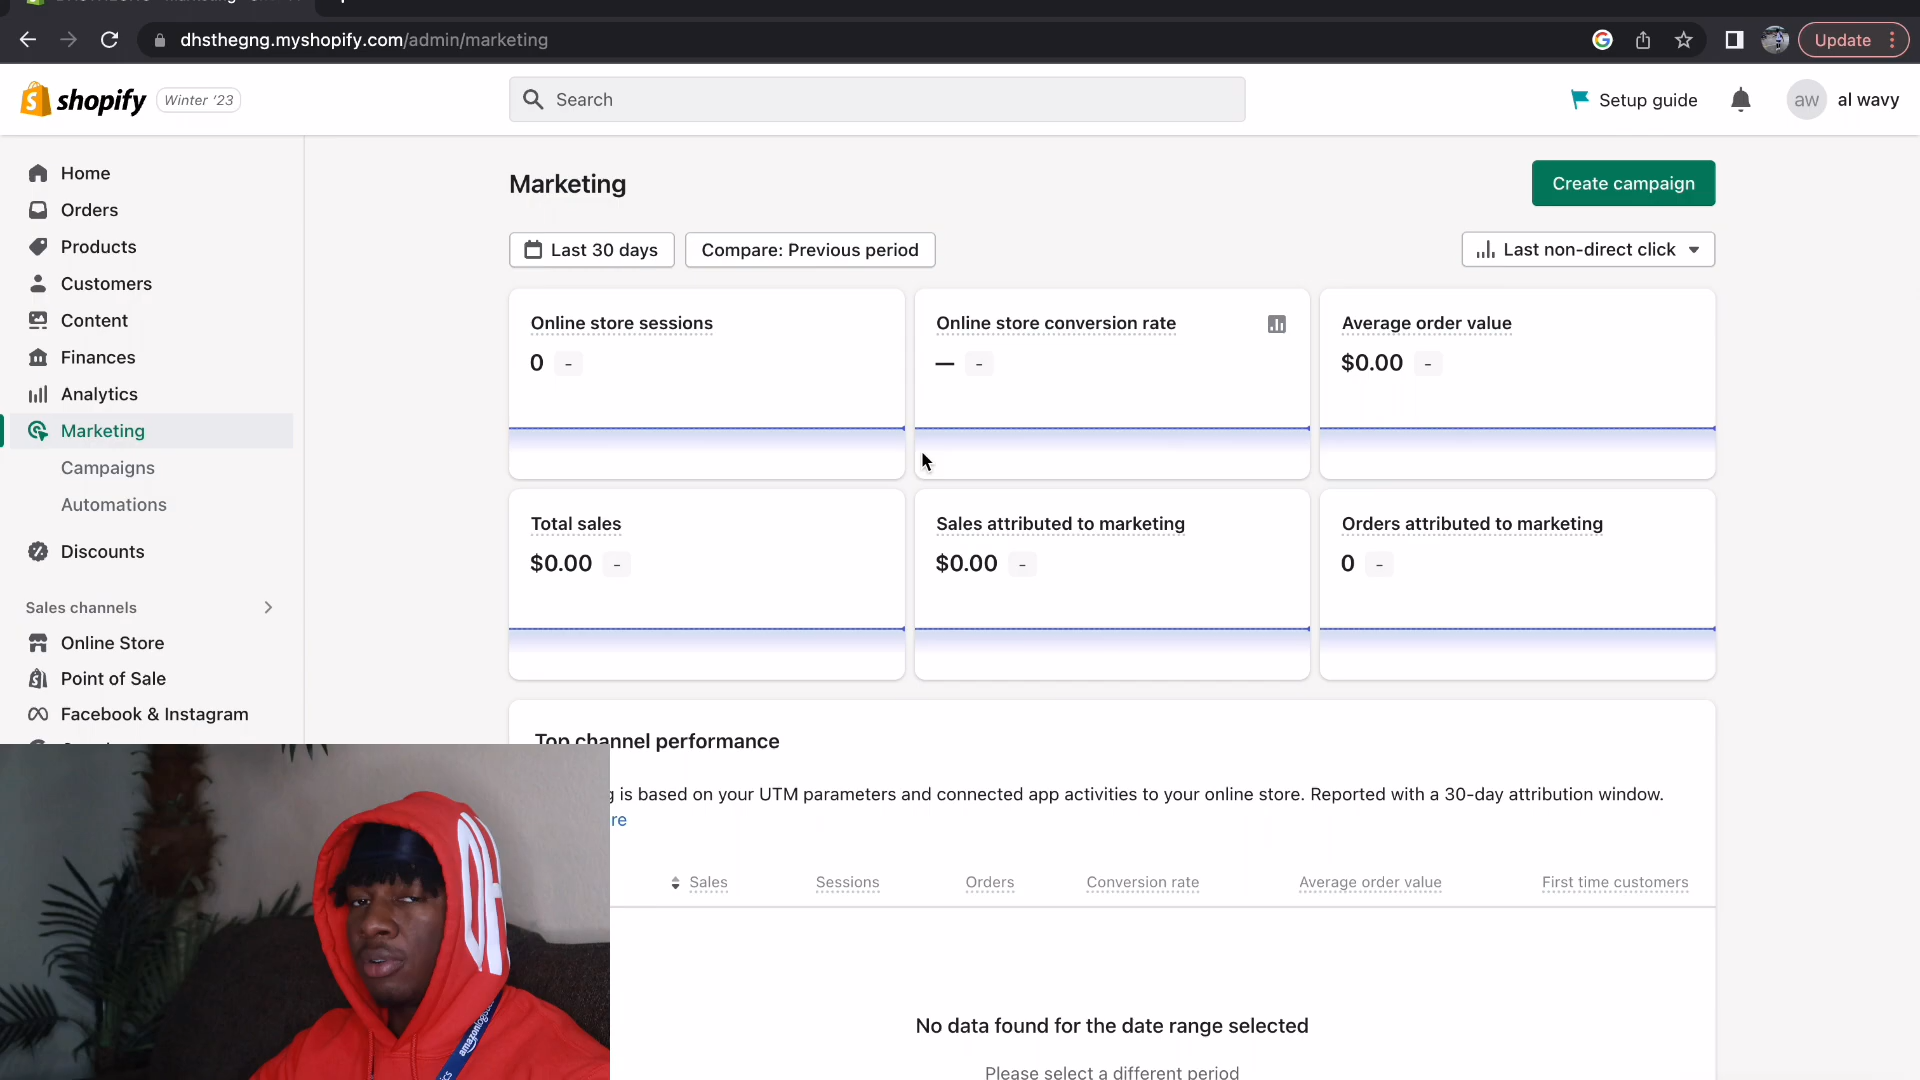 dhsthegng.myshopify.com/admin/marketing
Update
shopify
Winter '23
Search
Setup guide
aw
al wavy
Home
Orders
Products
Customers
Content
Finances
Analytics
Marketing
Campaigns
Automations
Discounts
Sales channels
Online Store
Point of Sale
Facebook & Instagram
Marketing
Create campaign
Last 30 days
Compare: Previous period
Last non-direct click
Online store sessions
0 -
Online store conversion rate
— -
Average order value
$0.00 -
Total sales
$0.00 -
Sales attributed to marketing
$0.00 -
Orders attributed to marketing
0 -
Top channel performance
is based on your UTM parameters and connected app activities to your online store. Reported with a 30-day attribution window.
re
Sales
Sessions
Orders
Conversion rate
Average order value
First time customers
No data found for the date range selected
Please select a different period
amazonlogistics
ics